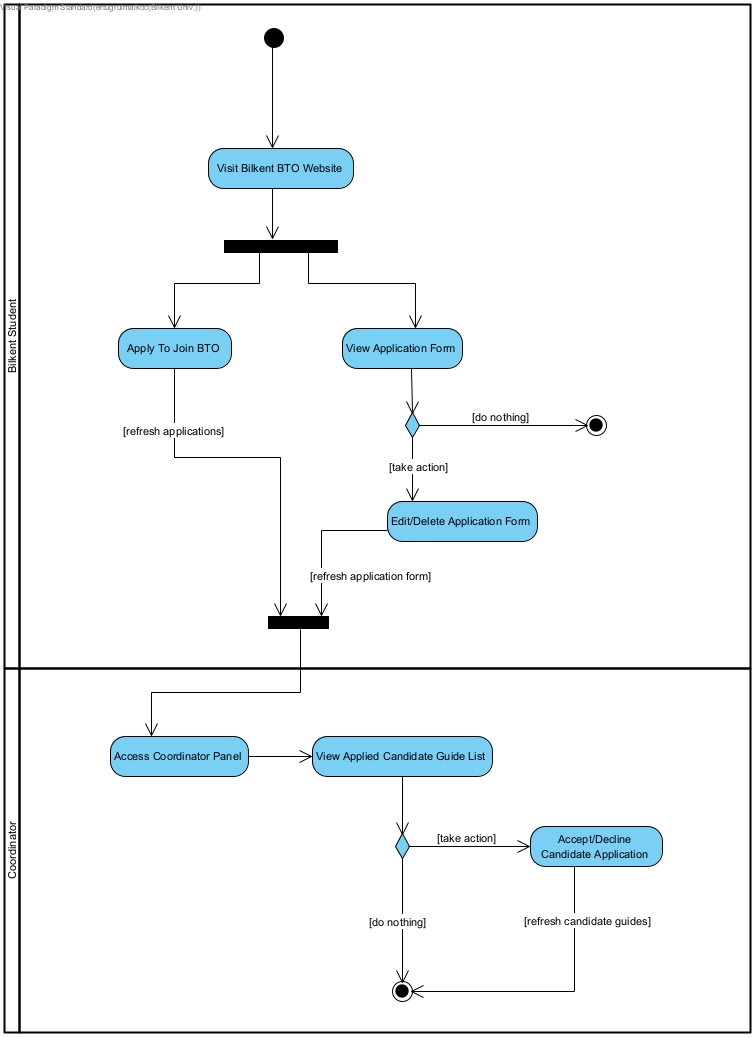 Visual Paradigm Standard(ertugrulmalkoc(Bilkent Univ.))
Bilkent Student
Visit Bilkent BTO Website
Apply To Join BTO
View Application Form
[do nothing]
[refresh applications]
[take action]
Edit/Delete Application Form
[refresh application form]
Coordinator
Access Coordinator Panel
View Applied Candidate Guide List
[take action]
Accept/Decline
Candidate Application
[do nothing]
[refresh candidate guides]